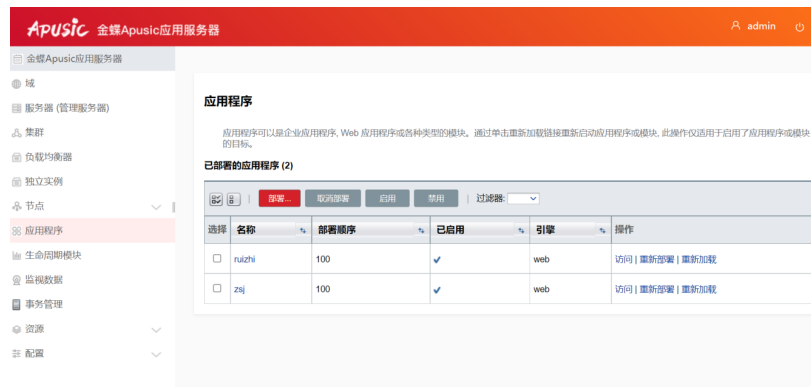 APUSIC 金蝶Apusic应用服务器
admin
金蝶Apusic应用服务器
域
服务器 (管理服务器)
集群
负载均衡器
独立实例
节点
应用程序
生命周期模块
监视数据
事务管理
资源
配置
应用程序
应用程序可以是企业应用程序, Web 应用程序或各种类型的模块。通过单击重新加载链接重新启动应用程序或模块, 此操作仅适用于启用了应用程序或模块
的目标。
已部署的应用程序 (2)
部署... 取消部署 启用 禁用 过滤器:
选择 名称 部署顺序 已启用 引擎 操作
ruizhi 100 web 访问 | 重新部署 | 重新加载
zsj 100 web 访问 | 重新部署 | 重新加载